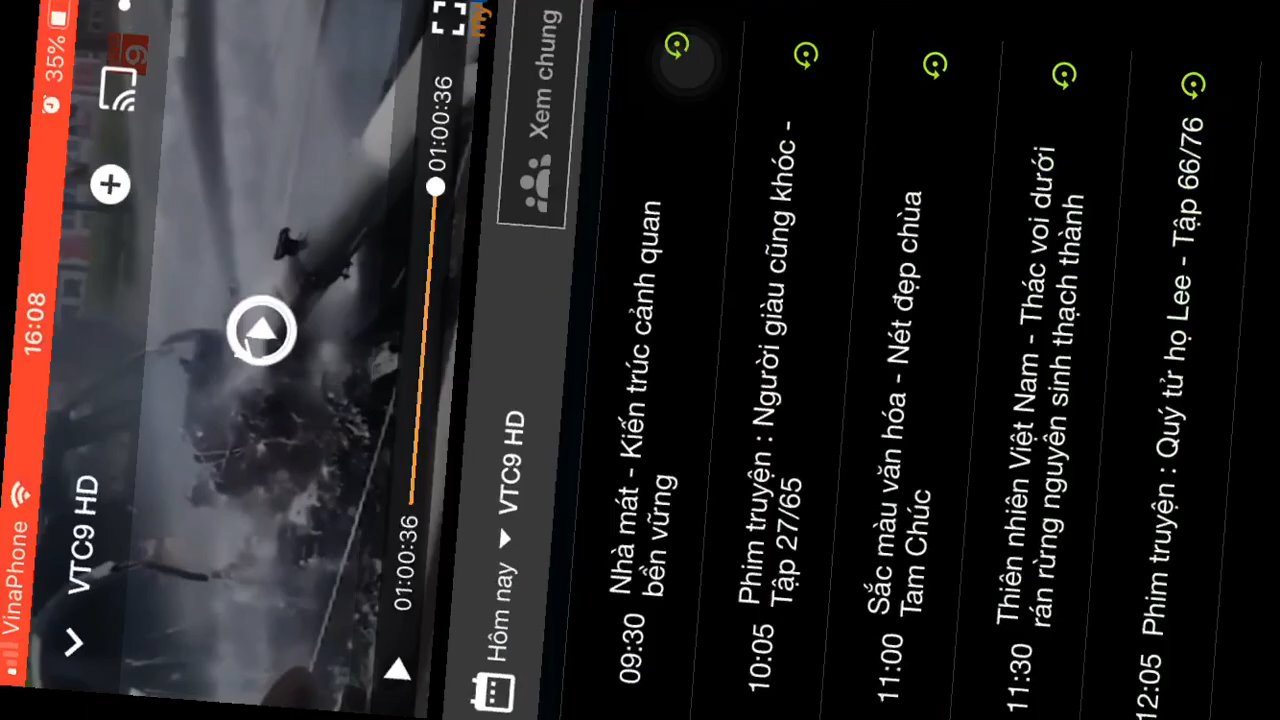 VinaPhone
16:08
35%
VTC9 HD
9
01:00:36
01:00:36
my
Hôm nay
VTC9 HD
Xem chung
09:30
Nhà mát - Kiến trúc cảnh quan
bền vững
10:05
Phim truyện : Người giàu cũng khóc -
Tập 27/65
11:00
Sắc màu văn hóa - Nét đẹp chùa
Tam Chúc
11:30
Thiên nhiên Việt Nam - Thác voi dưới
rán rừng nguyên sinh thạch thành
12:05
Phim truyện : Quý tử họ Lee - Tập 66/76